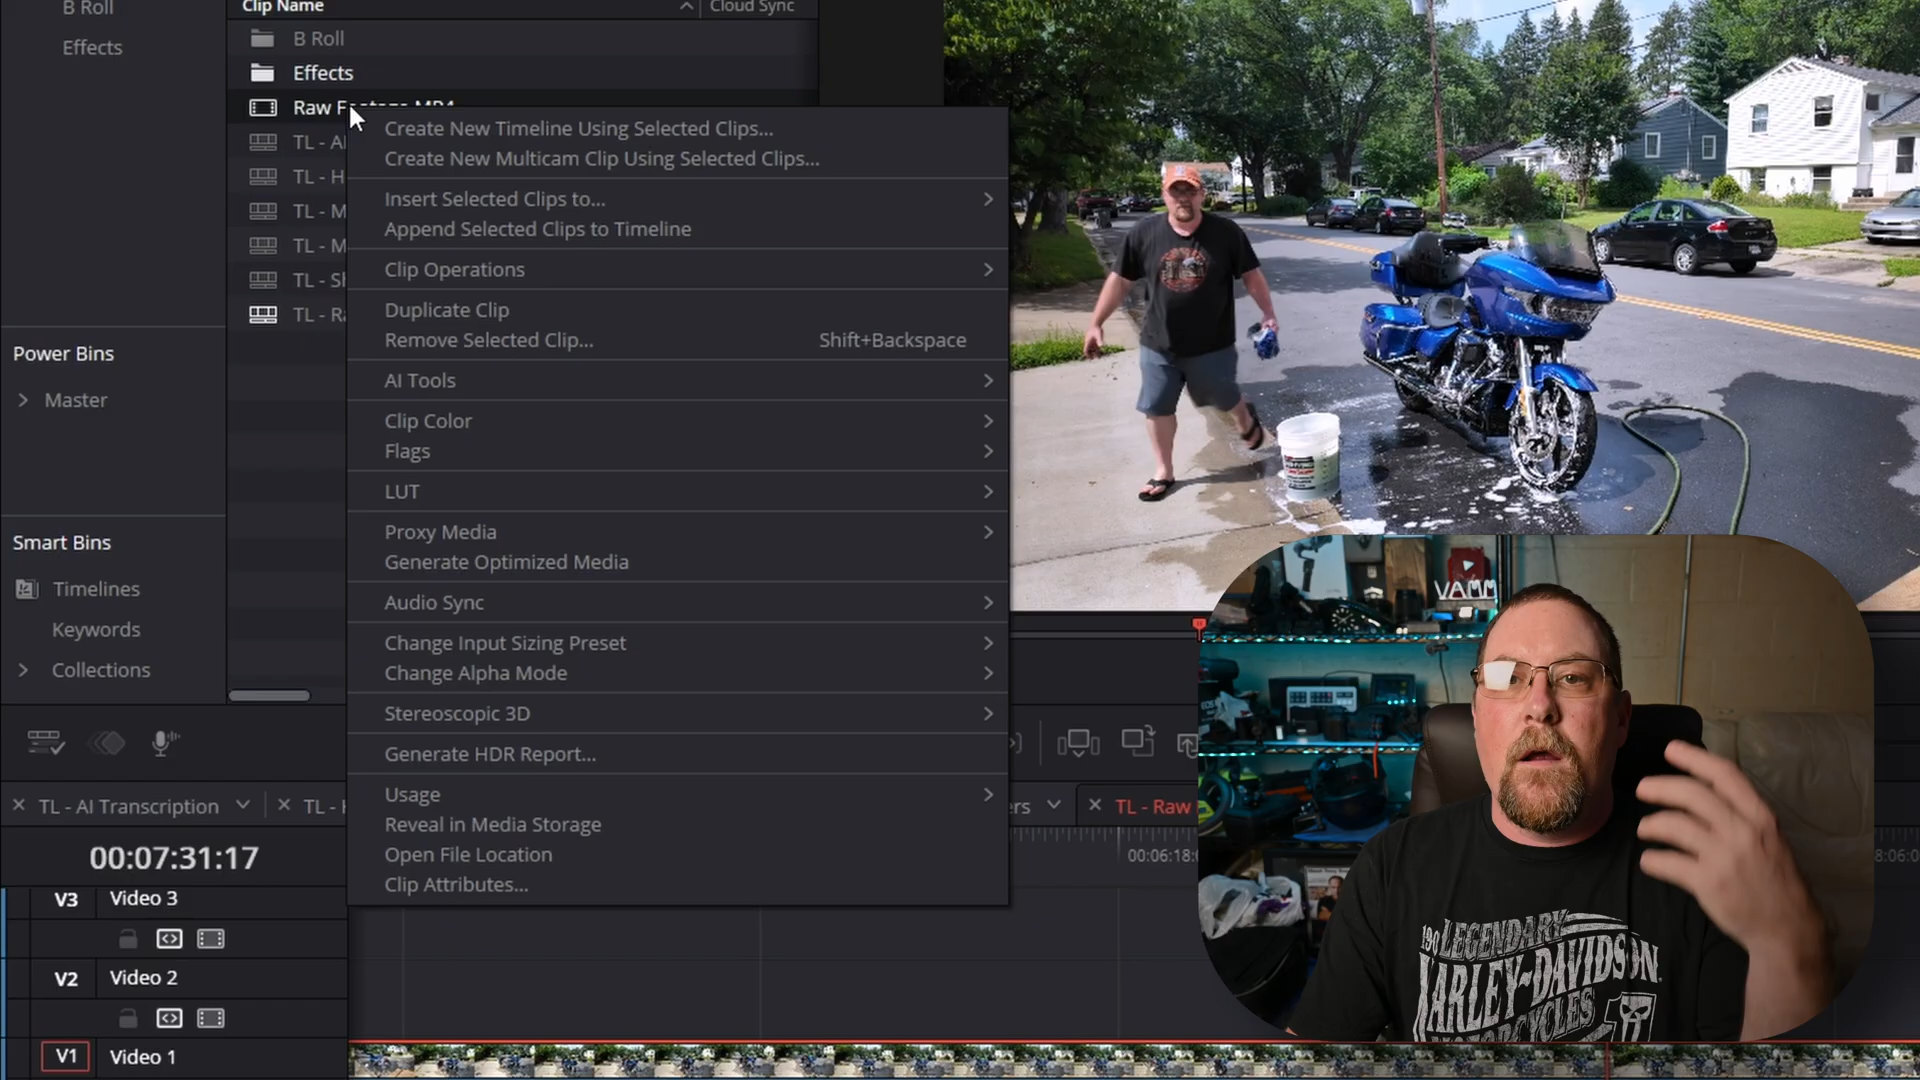 B Roll
Effects
Clip Name
Cloud Sync
B Roll
Effects
TL - A
TL - H
TL - M
TL - M
TL -
TL - R
Create New Timeline Using Selected Clips...
Create New Multicam Clip Using Selected Clips...
Insert Selected Clips to...
Append Selected Clips to Timeline
Clip Operations
Duplicate Clip
Remove Selected Clip... Shift+Backspace
AI Tools
Clip Color
Flags
LUT
Proxy Media
Generate Optimized Media
Audio Sync
Change Input Sizing Preset
Change Alpha Mode
Stereoscopic 3D
Generate HDR Report...
Usage
Reveal in Media Storage
Open File Location
Clip Attributes...
Power Bins
Master
Smart Bins
Timelines
Keywords
Collections
TL - AI Transcription
TL -
ers
TL - Raw
00:07:31:17
00:06:18:
V3 Video 3
V2 Video 2
V1 Video 1
VAMM
LEGENDARY
HARLEY-DAVIDSON
MOTORCYCLES